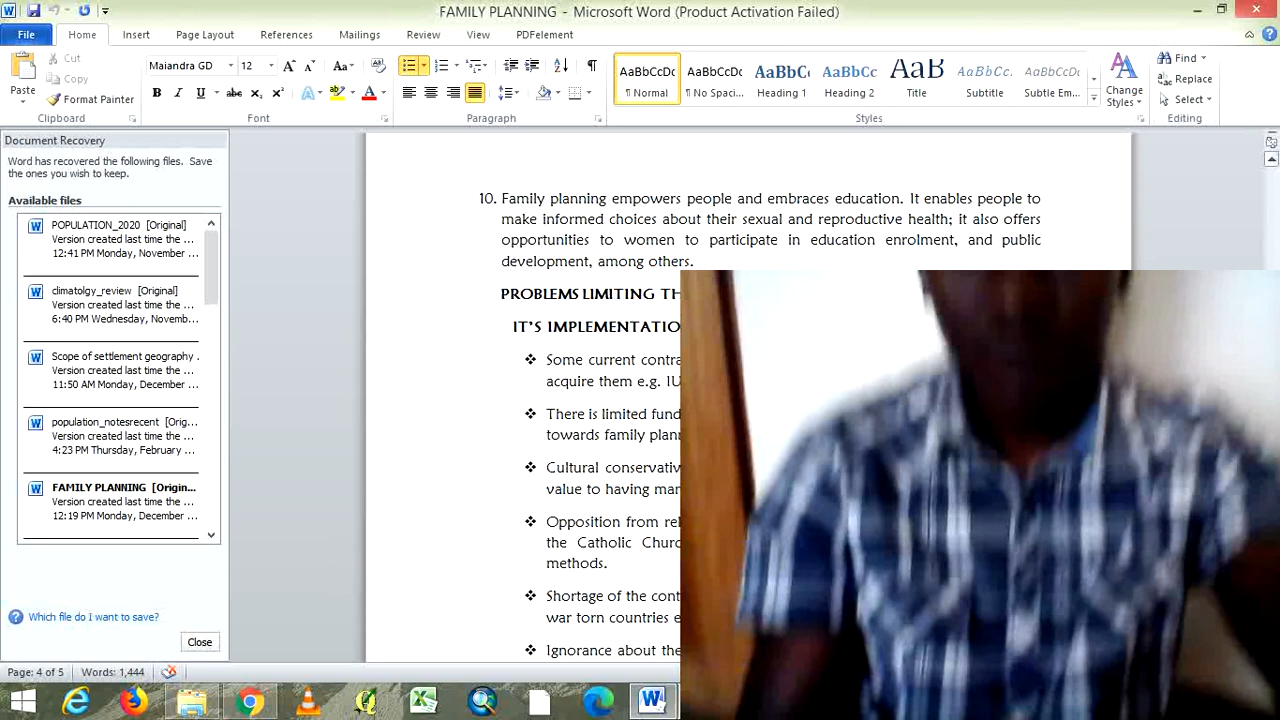 FAMILY PLANNING - Microsoft Word (Product Activation Failed)
File Home Insert Page Layout References Mailings Review View PDFelement
Paste
Cut
Copy
Format Painter
Clipboard
Maiandra GD 12
Font
Paragraph
AaBbCcDc AaBbCcDc AaBbC AaBbCc AaB AaBbCcDc AaBbCcDc
¶ Normal ¶ No Spaci... Heading 1 Heading 2 Title Subtitle Subtle Em...
Change Styles
Styles
Find
Replace
Select
Editing
Document Recovery
Word has recovered the following files. Save
the ones you wish to keep.
Available files
POPULATION_2020 [Original]
Version created last time the ...
12:41 PM Monday, November ...
climatolgy_review [Original]
Version created last time the ...
6:40 PM Wednesday, Novemb...
Scope of settlement geography .
Version created last time the ...
11:50 AM Monday, December ...
population_notesrecent [Orig...
Version created last time the ...
4:23 PM Thursday, February ...
FAMILY PLANNING [Origin...
Version created last time the ...
12:19 PM Monday, December ...
Which file do I want to save?
Close
10. Family planning empowers people and embraces education. It enables people to
make informed choices about their sexual and reproductive health; it also offers
opportunities to women to participate in education enrolment, and public
development, among others.
PROBLEMS LIMITING TH
IT'S IMPLEMENTATIO
❖ Some current contra
acquire them e.g. IU
❖ There is limited fund
towards family plann
❖ Cultural conservativ
value to having man
❖ Opposition from rel
the Catholic Churc
methods.
❖ Shortage of the cont
war torn countries e
❖ Ignorance about the
Page: 4 of 5 Words: 1,444